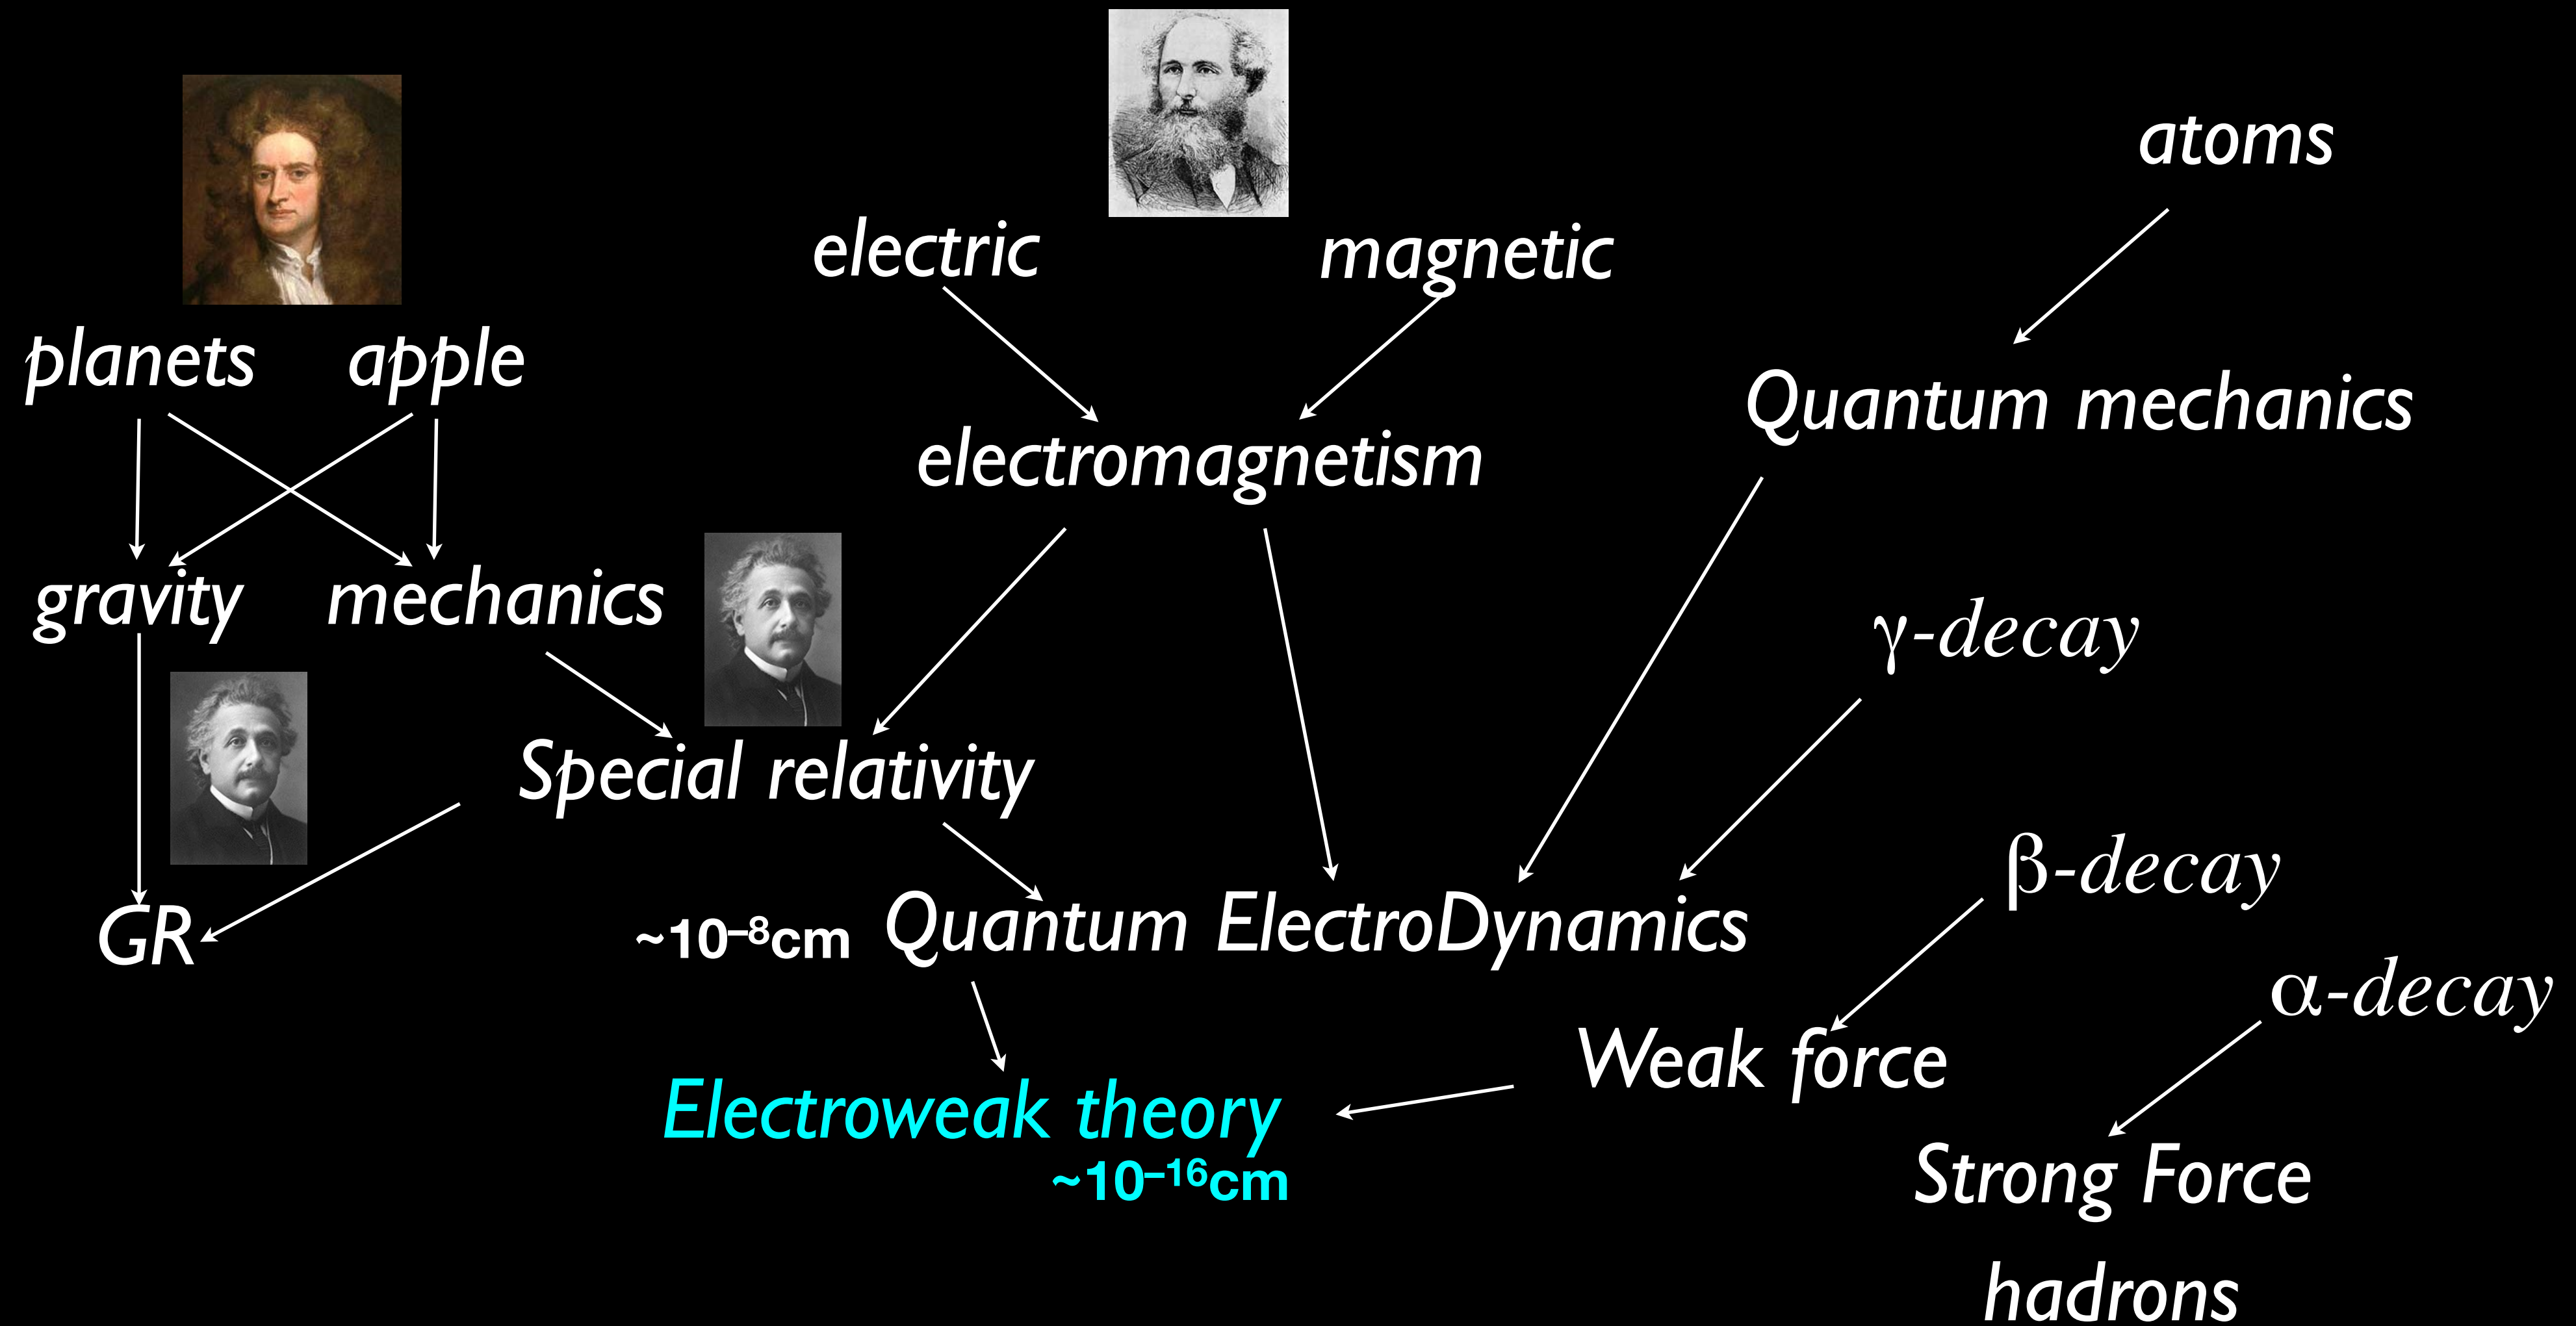 atoms
electric
magnetic
planets
apple
Quantum mechanics
electromagnetism
gravity
mechanics
γ-decay
Special relativity
β-decay
GR
~10⁻⁸cm
Quantum ElectroDynamics
α-decay
Weak force
Electroweak theory
~10⁻¹⁶cm
Strong Force
hadrons